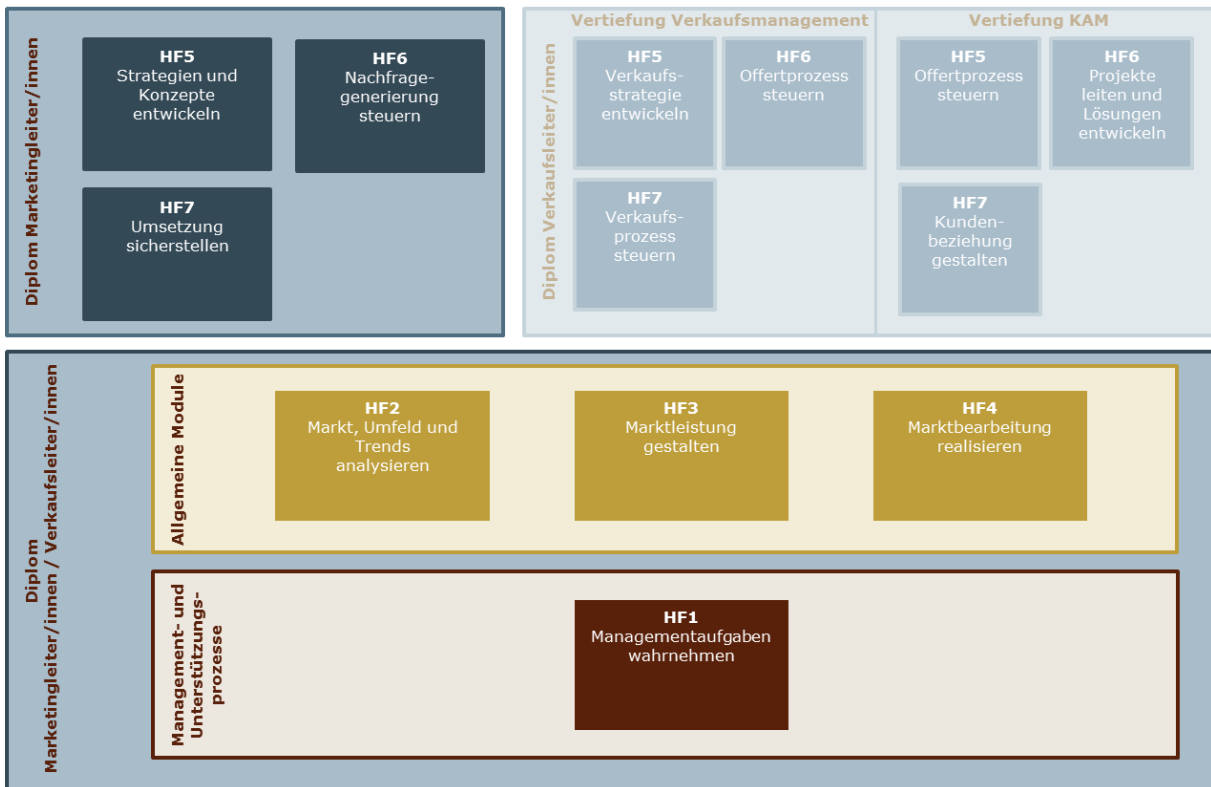 Diplom Marketingleiter/innen
HF5
Strategien und
Konzepte
entwickeln
HF6
Nachfrage-
generierung
steuern
HF7
Umsetzung
sicherstellen
Diplom Verkaufsleiter/innen
Vertiefung Verkaufsmanagement
HF5
Verkaufs-
strategie
entwickeln
HF6
Offertprozess
steuern
HF7
Verkaufs-
prozess
steuern
Vertiefung KAM
HF5
Offertprozess
steuern
HF6
Projekte
leiten und
Lösungen
entwickeln
HF7
Kunden-
beziehung
gestalten
Diplom
Marketingleiter/innen / Verkaufsleiter/innen
Allgemeine Module
HF2
Markt, Umfeld und
Trends
analysieren
HF3
Marktleistung
gestalten
HF4
Marktbearbeitung
realisieren
Management- und
Unterstützungs-
prozesse
HF1
Managementaufgaben
wahrnehmen